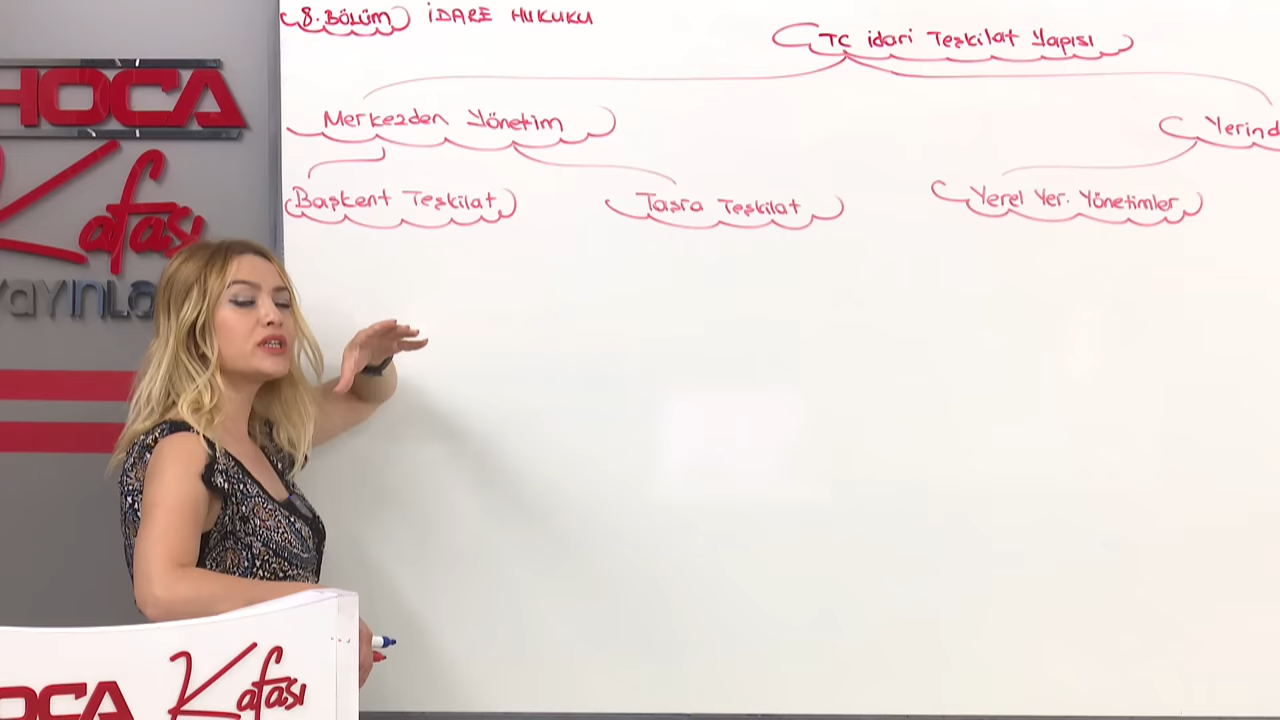 8. BÖLÜM İDARE HUKUKU
TC idari Teşkilat Yapısı
Merkezden Yönetim
Yerind
Başkent Teşkilat
Taşra Teşkilat
Yerel Yer. Yönetimler
HOCA
Kafası
YAYINLA
HOCA
Kafası